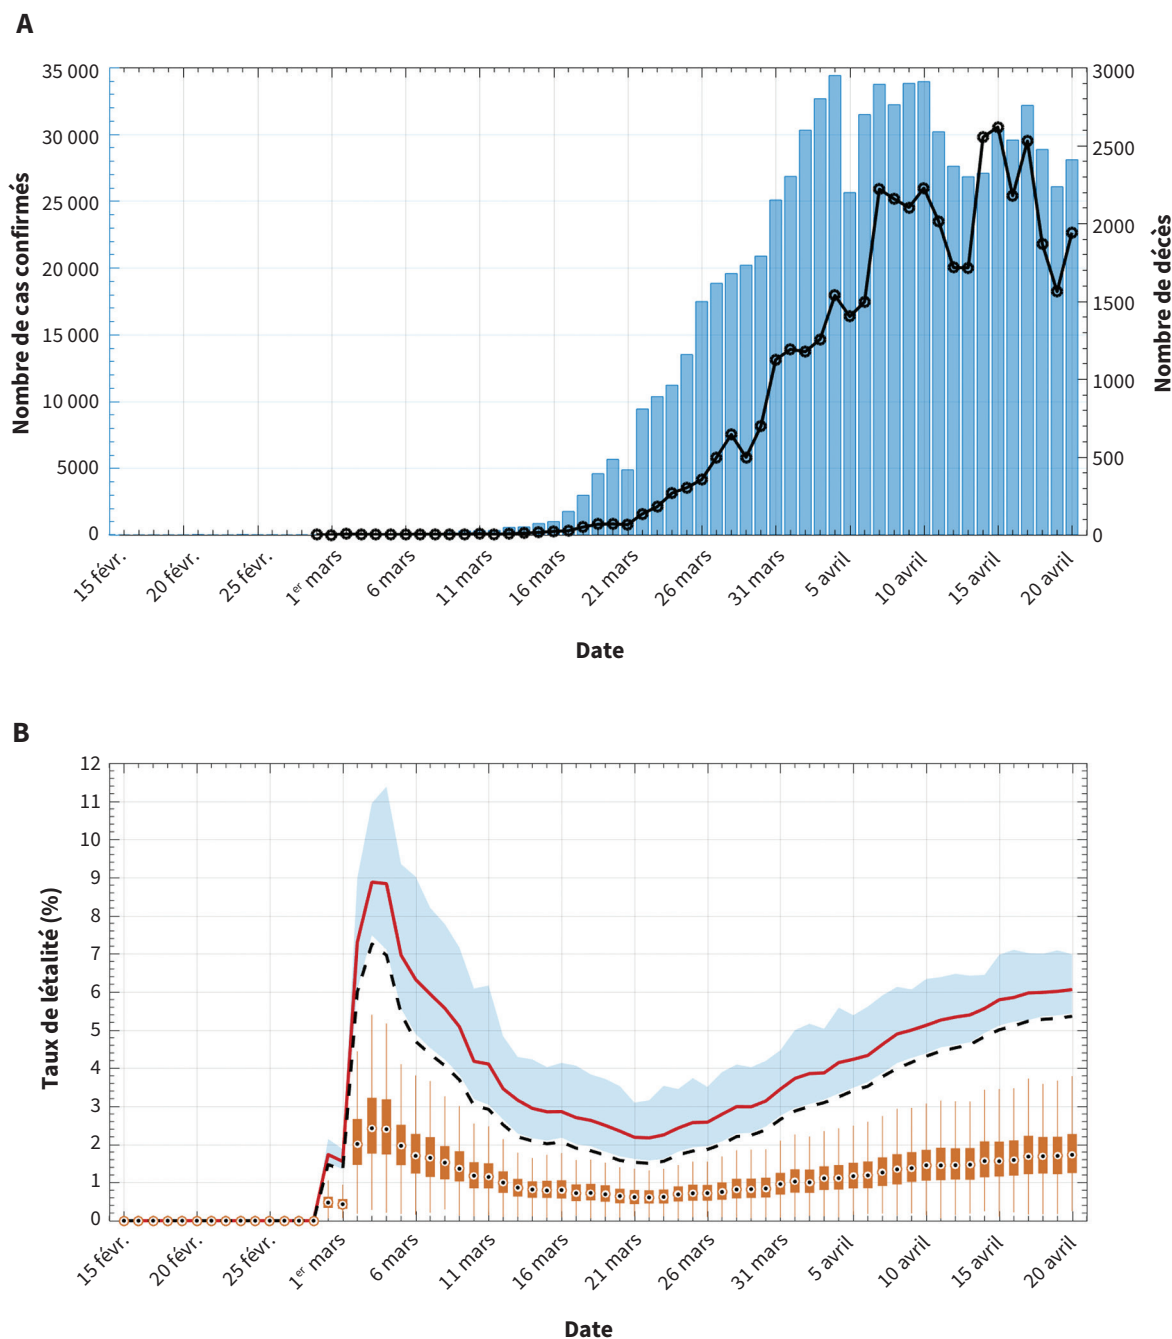 A
35 000
30 000
25 000
20 000
15 000
10 000
5000
0
Nombre de cas confirmés
3000
2500
2000
1500
1000
500
0
Nombre de décès
15 févr.
20 févr.
25 févr.
1er mars
6 mars
11 mars
16 mars
21 mars
26 mars
31 mars
5 avril
10 avril
15 avril
20 avril
Date
B
12
11
10
9
8
7
6
5
4
3
2
1
0
Taux de létalité (%)
15 févr.
20 févr.
25 févr.
1er mars
6 mars
11 mars
16 mars
21 mars
26 mars
31 mars
5 avril
10 avril
15 avril
20 avril
Date